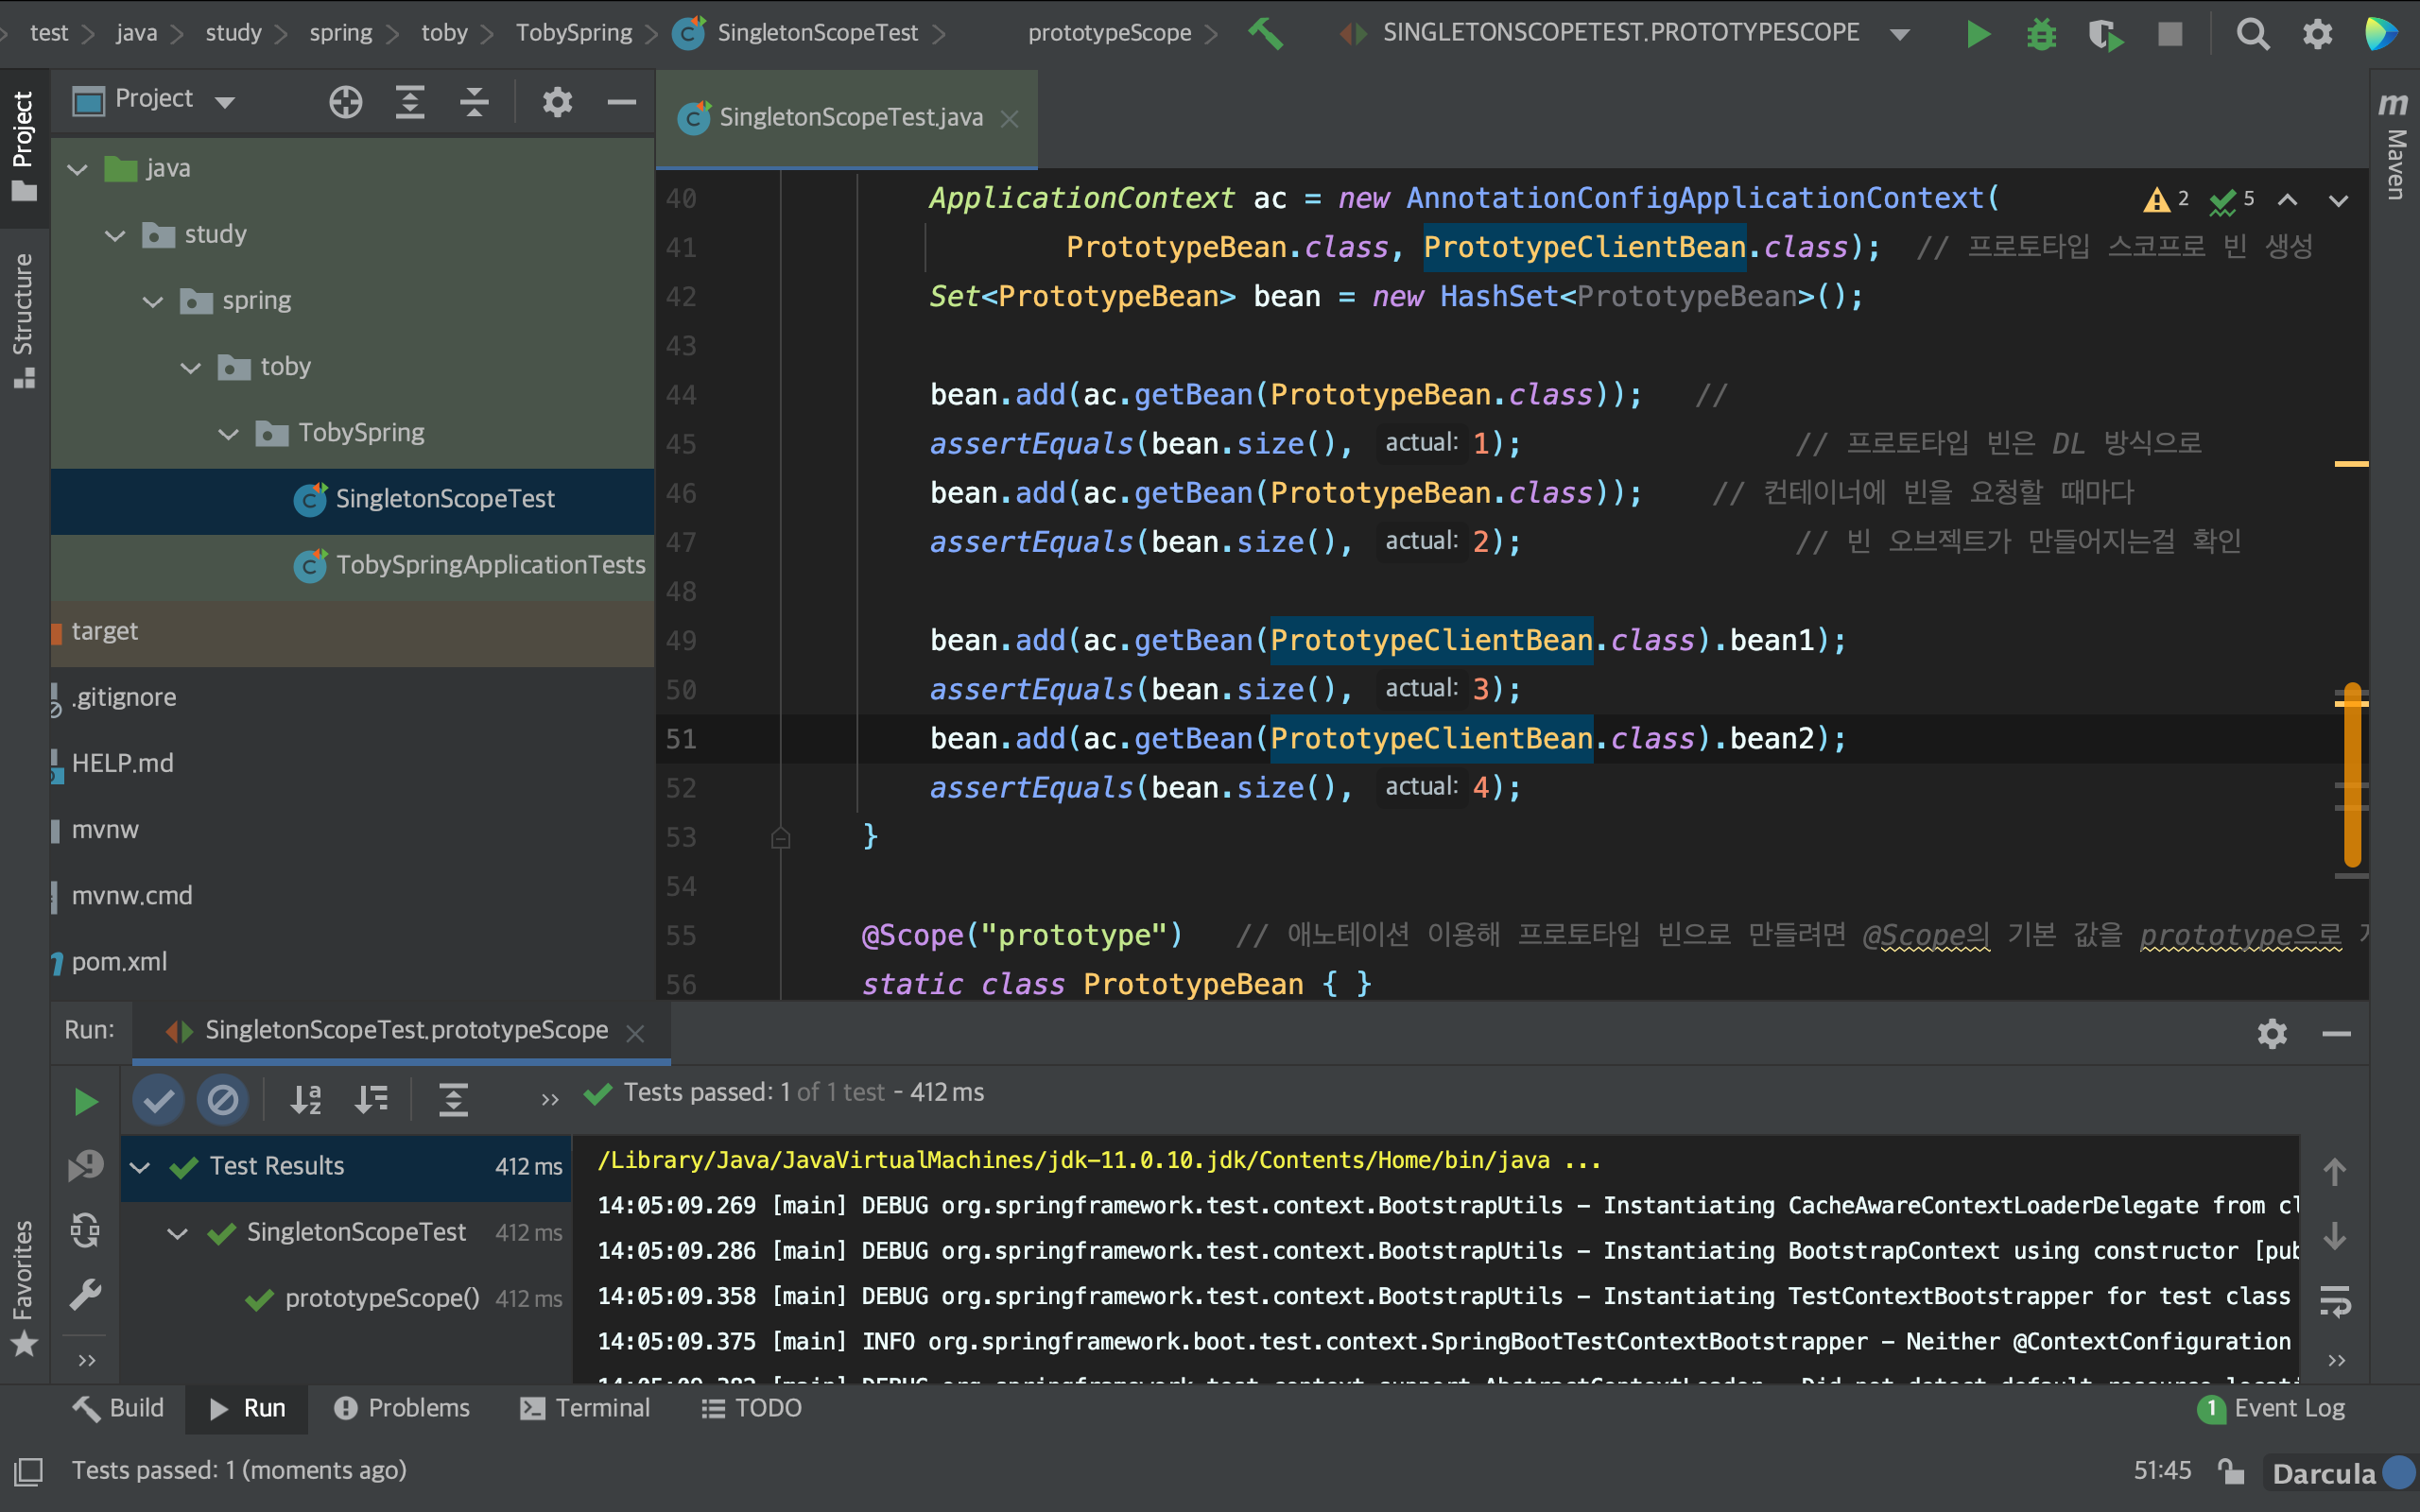 test java study spring toby TobySpring SingletonScopeTest prototypeScope SINGLETONSCOPETEST.PROTOTYPESCOPE
Project
Structure
Favorites
Project
java
study
spring
toby
TobySpring
SingletonScopeTest
TobySpringApplicationTests
target
.gitignore
HELP.md
mvnw
mvnw.cmd
pom.xml
SingletonScopeTest.java
m Maven
2 5
40 ApplicationContext ac = new AnnotationConfigApplicationContext(
41 PrototypeBean.class, PrototypeClientBean.class); // 프로토타입 스코프로 빈 생성
42 Set<PrototypeBean> bean = new HashSet<PrototypeBean>();
43
44 bean.add(ac.getBean(PrototypeBean.class)); //
45 assertEquals(bean.size(), actual: 1); // 프로토타입 빈은 DL 방식으로
46 bean.add(ac.getBean(PrototypeBean.class)); // 컨테이너에 빈을 요청할 때마다
47 assertEquals(bean.size(), actual: 2); // 빈 오브젝트가 만들어지는걸 확인
48
49 bean.add(ac.getBean(PrototypeClientBean.class).bean1);
50 assertEquals(bean.size(), actual: 3);
51 bean.add(ac.getBean(PrototypeClientBean.class).bean2);
52 assertEquals(bean.size(), actual: 4);
53 }
54
55 @Scope("prototype") // 애노테이션 이용해 프로토타입 빈으로 만들려면 @Scope의 기본 값을 prototype으로
56 static class PrototypeBean { }
Run: SingletonScopeTest.prototypeScope
Tests passed: 1 of 1 test - 412 ms
Test Results 412 ms
SingletonScopeTest 412 ms
prototypeScope() 412 ms
/Library/Java/JavaVirtualMachines/jdk-11.0.10.jdk/Contents/Home/bin/java ...
14:05:09.269 [main] DEBUG org.springframework.test.context.BootstrapUtils - Instantiating CacheAwareContextLoaderDelegate from cl
14:05:09.286 [main] DEBUG org.springframework.test.context.BootstrapUtils - Instantiating BootstrapContext using constructor [pub
14:05:09.358 [main] DEBUG org.springframework.test.context.BootstrapUtils - Instantiating TestContextBootstrapper for test class
14:05:09.375 [main] INFO org.springframework.boot.test.context.SpringBootTestContextBootstrapper - Neither @ContextConfiguration
Build Run Problems Terminal TODO 1 Event Log
Tests passed: 1 (moments ago) 51:45 Darcula